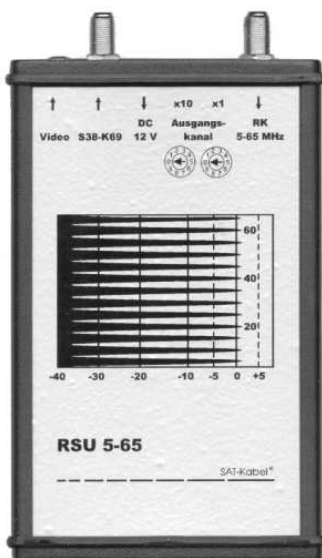 DC x10 x1 RK
Video S38-K69 12 V Ausgangs- 5-65 MHz
kanal
60
40
20
-40 -30 -20 -10 -5 0 +5
RSU 5-65
SAT-Kabel®